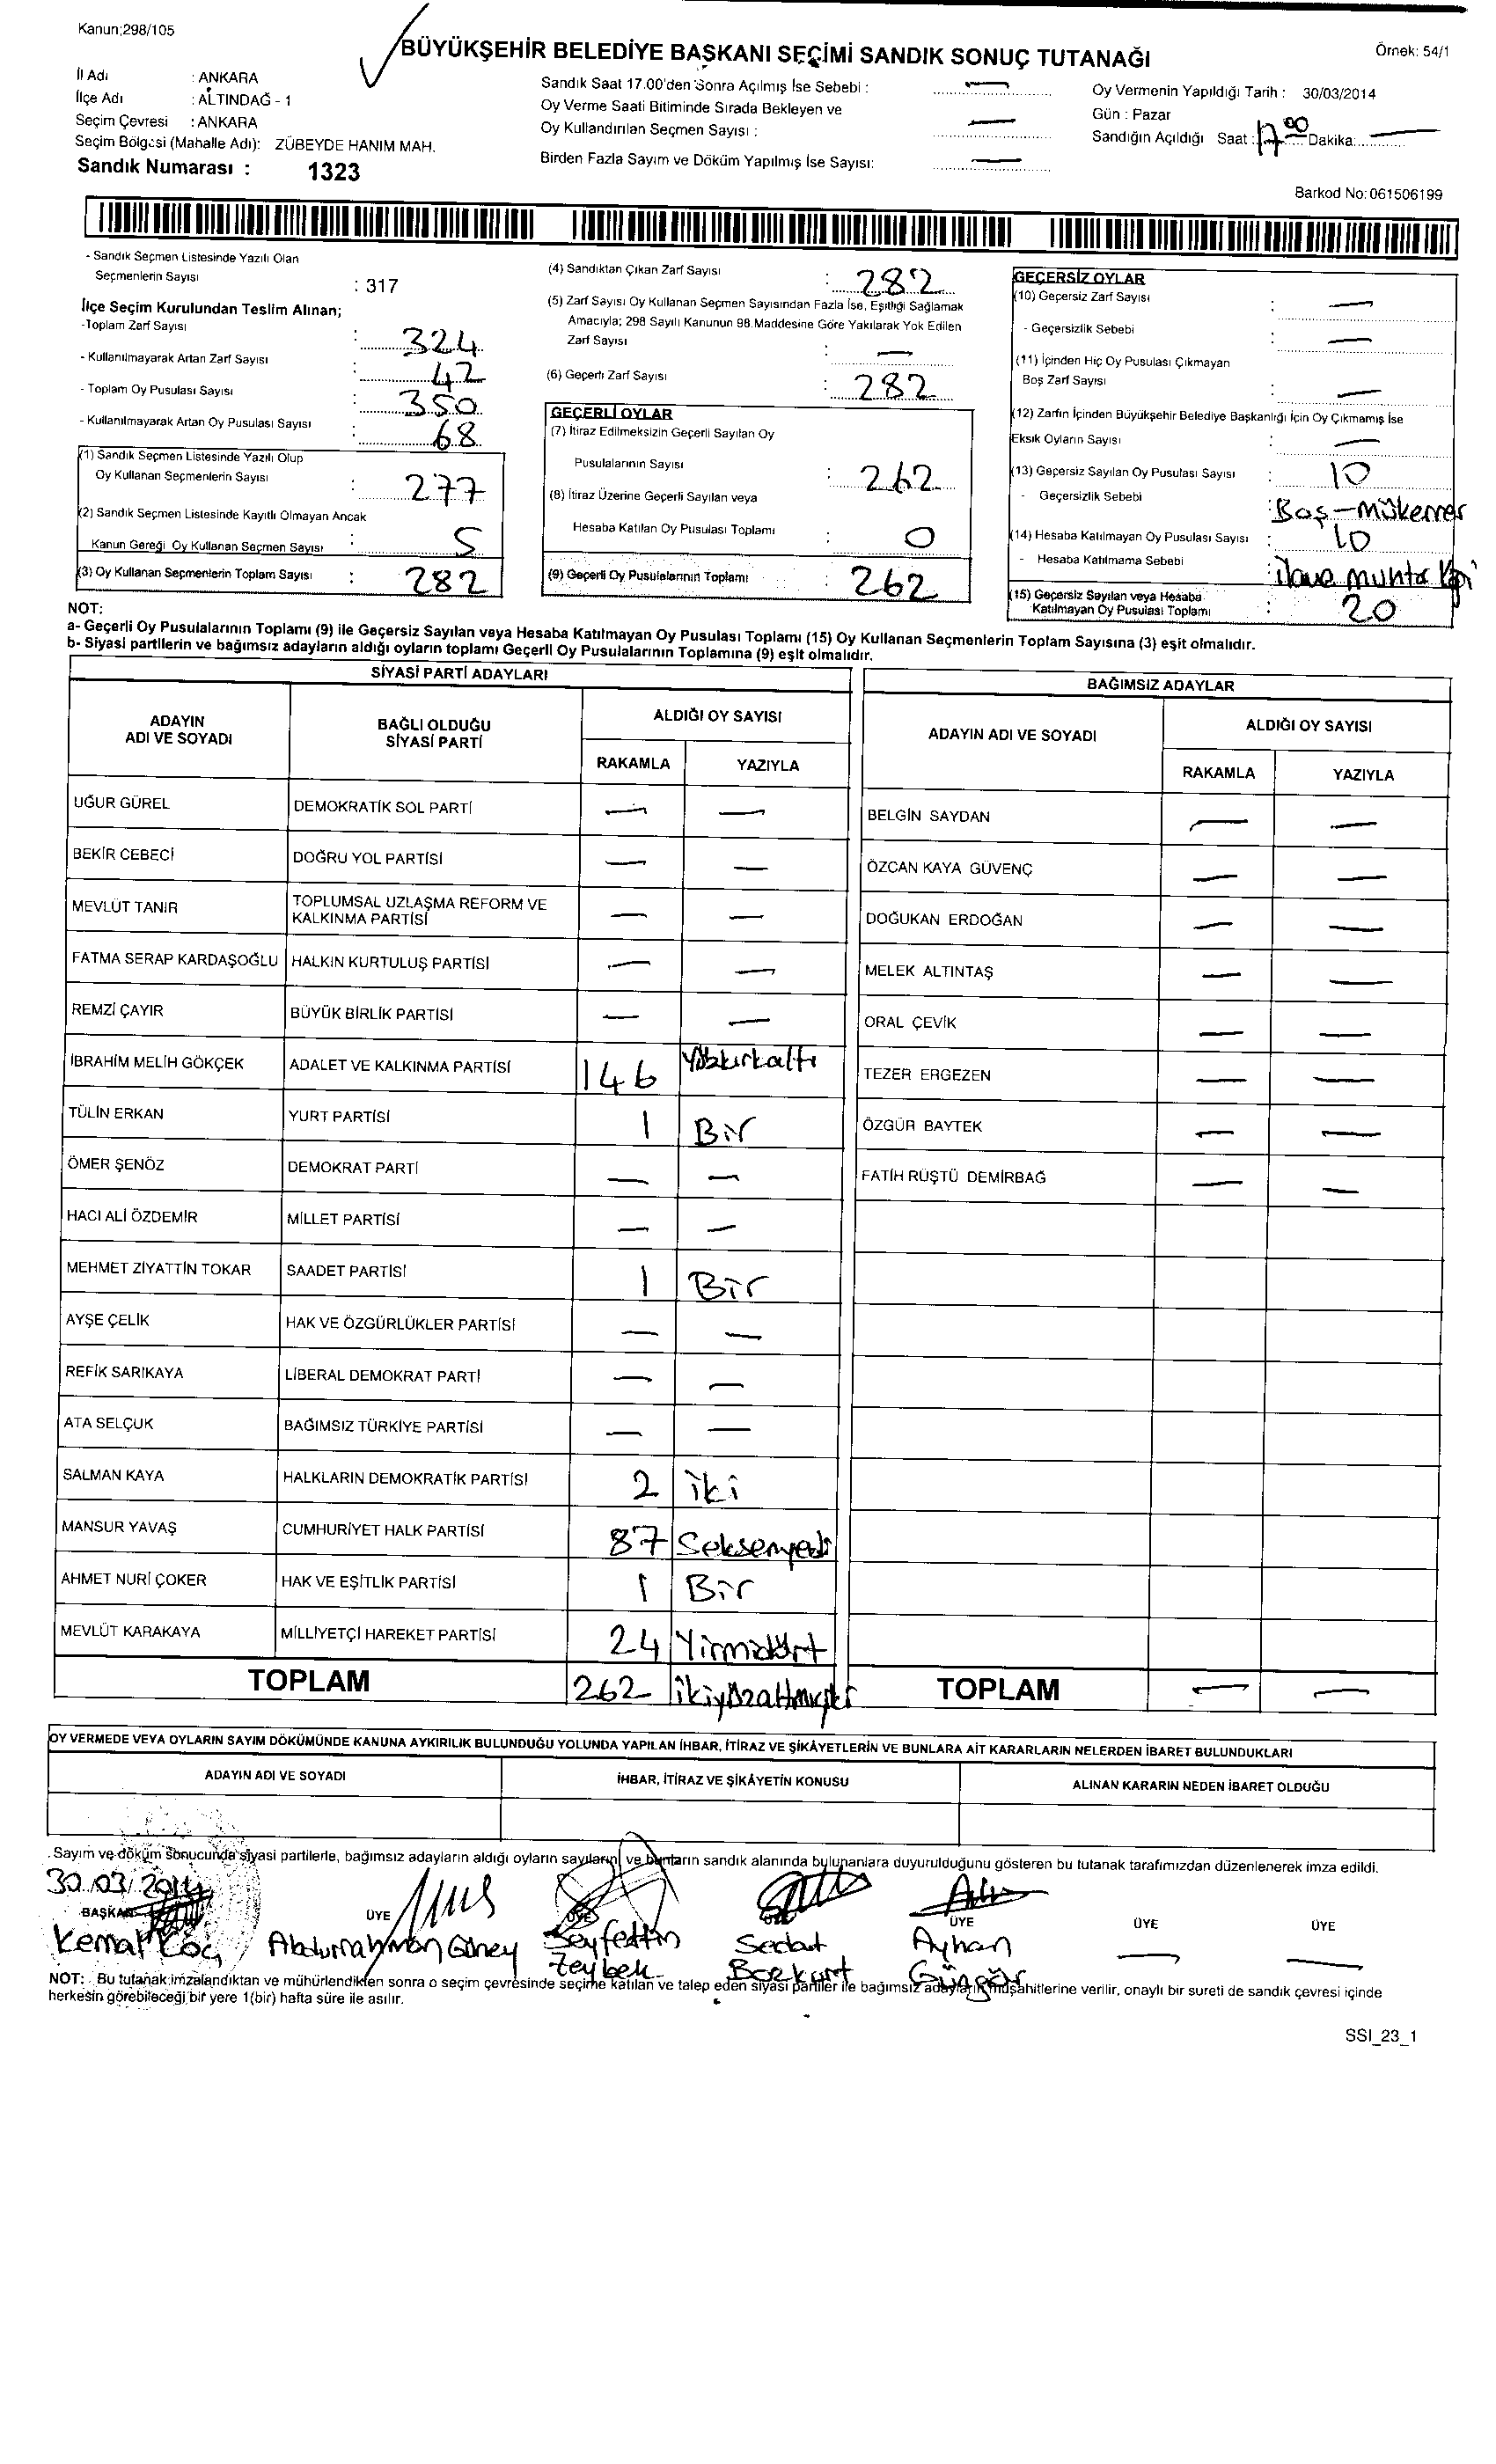 Kanun;298/105
BÜYÜKŞEHİR BELEDİYE BAŞKANI SEÇİMİ SANDIK SONUÇ TUTANAĞI
Örnek: 54/1
İl Adı : ANKARA
İlçe Adı : ALTINDAĞ - 1
Seçim Çevresi : ANKARA
Seçim Bölgesi (Mahalle Adı): ZÜBEYDE HANIM MAH.
Sandık Numarası : 1323
Sandık Saat 17.00'den Sonra Açılmış İse Sebebi : —
Oy Verme Saati Bitiminde Sırada Bekleyen ve
Oy Kullandırılan Seçmen Sayısı : —
Birden Fazla Sayım ve Döküm Yapılmış İse Sayısı: —
Oy Vermenin Yapıldığı Tarih : 30/03/2014
Gün : Pazar
Sandığın Açıldığı Saat : 17 00 Dakika: —
Barkod No: 061506199
- Sandık Seçmen Listesinde Yazılı Olan
Seçmenlerin Sayısı : 317
İlçe Seçim Kurulundan Teslim Alınan;
-Toplam Zarf Sayısı : 324
- Kullanılmayarak Artan Zarf Sayısı : 42
- Toplam Oy Pusulası Sayısı : 350
- Kullanılmayarak Artan Oy Pusulası Sayısı : 68
(1) Sandık Seçmen Listesinde Yazılı Olup
Oy Kullanan Seçmenlerin Sayısı : 277
(2) Sandık Seçmen Listesinde Kayıtlı Olmayan Ancak
Kanun Gereği Oy Kullanan Seçmen Sayısı : 5
(3) Oy Kullanan Seçmenlerin Toplam Sayısı : 282
(4) Sandıktan Çıkan Zarf Sayısı : 282
(5) Zarf Sayısı Oy Kullanan Seçmen Sayısından Fazla İse, Eşitliği Sağlamak
Amacıyla; 298 Sayılı Kanunun 98.Maddesine Göre Yakılarak Yok Edilen
Zarf Sayısı : —
(6) Geçerli Zarf Sayısı : 282
GEÇERLİ OYLAR
(7) İtiraz Edilmeksizin Geçerli Sayılan Oy
Pusulalarının Sayısı : 262
(8) İtiraz Üzerine Geçerli Sayılan veya
Hesaba Katılan Oy Pusulası Toplamı : 0
(9) Geçerli Oy Pusulalarının Toplamı : 262
GEÇERSİZ OYLAR
(10) Geçersiz Zarf Sayısı : —
- Geçersizlik Sebebi : —
(11) İçinden Hiç Oy Pusulası Çıkmayan
Boş Zarf Sayısı : —
(12) Zarfın İçinden Büyükşehir Belediye Başkanlığı İçin Oy Çıkmamış İse
Eksik Oyların Sayısı : —
(13) Geçersiz Sayılan Oy Pusulası Sayısı : 10
- Geçersizlik Sebebi : Boş-mükerrer
(14) Hesaba Katılmayan Oy Pusulası Sayısı : 10
- Hesaba Katılmama Sebebi : ilave muhtar
(15) Geçersiz Sayılan veya Hesaba
Katılmayan Oy Pusulası Toplamı : 20
NOT:
a- Geçerli Oy Pusulalarının Toplamı (9) ile Geçersiz Sayılan veya Hesaba Katılmayan Oy Pusulası Toplamı (15) Oy Kullanan Seçmenlerin Toplam Sayısına (3) eşit olmalıdır.
b- Siyasi partilerin ve bağımsız adayların aldığı oyların toplamı Geçerli Oy Pusulalarının Toplamına (9) eşit olmalıdır.
SİYASİ PARTİ ADAYLARI
ADAYIN ADI VE SOYADI BAĞLI OLDUĞU SİYASİ PARTİ ALDIĞI OY SAYISI
RAKAMLA YAZIYLA
UĞUR GÜREL DEMOKRATİK SOL PARTİ — —
BEKİR CEBECİ DOĞRU YOL PARTİSİ — —
MEVLÜT TANIR TOPLUMSAL UZLAŞMA REFORM VE KALKINMA PARTİSİ — —
FATMA SERAP KARDAŞOĞLU HALKIN KURTULUŞ PARTİSİ — —
REMZİ ÇAYIR BÜYÜK BİRLİK PARTİSİ — —
İBRAHİM MELİH GÖKÇEK ADALET VE KALKINMA PARTİSİ 146 Yüzkırkaltı
TÜLİN ERKAN YURT PARTİSİ 1 Bir
ÖMER ŞENÖZ DEMOKRAT PARTİ — —
HACI ALİ ÖZDEMİR MİLLET PARTİSİ — —
MEHMET ZİYATTİN TOKAR SAADET PARTİSİ 1 Bir
AYŞE ÇELİK HAK VE ÖZGÜRLÜKLER PARTİSİ — —
REFİK SARIKAYA LİBERAL DEMOKRAT PARTİ — —
ATA SELÇUK BAĞIMSIZ TÜRKİYE PARTİSİ — —
SALMAN KAYA HALKLARIN DEMOKRATİK PARTİSİ 2 iki
MANSUR YAVAŞ CUMHURİYET HALK PARTİSİ 87 Seksenyedi
AHMET NURİ ÇOKER HAK VE EŞİTLİK PARTİSİ 1 Bir
MEVLÜT KARAKAYA MİLLİYETÇİ HAREKET PARTİSİ 24 Yirmidört
TOPLAM 262 ikiyüzaltmışiki
BAĞIMSIZ ADAYLAR
ADAYIN ADI VE SOYADI ALDIĞI OY SAYISI
RAKAMLA YAZIYLA
BELGİN SAYDAN — —
ÖZCAN KAYA GÜVENÇ — —
DOĞUKAN ERDOĞAN — —
MELEK ALTINTAŞ — —
ORAL ÇEVİK — —
TEZER ERGEZEN — —
ÖZGÜR BAYTEK — —
FATİH RÜŞTÜ DEMİRBAĞ — —
TOPLAM — —
OY VERMEDE VEYA OYLARIN SAYIM DÖKÜMÜNDE KANUNA AYKIRILIK BULUNDUĞU YOLUNDA YAPILAN İHBAR, İTİRAZ VE ŞİKÂYETLERİN VE BUNLARA AİT KARARLARIN NELERDEN İBARET BULUNDUKLARI
ADAYIN ADI VE SOYADI İHBAR, İTİRAZ VE ŞİKÂYETİN KONUSU ALINAN KARARIN NEDEN İBARET OLDUĞU
Sayım ve döküm sonucunda siyasi partilerle, bağımsız adayların aldığı oyların sayılarını ve bunların sandık alanında bulunanlara duyurulduğunu gösteren bu tutanak tarafımızdan düzenlenerek imza edildi.
30.03.2014
BAŞKAN ÜYE ÜYE ÜYE ÜYE ÜYE ÜYE
Kemal Koç Abdurrahman Güney Seyfettin Zeybek Sedat Bozkurt Ayhan Güngör — —
NOT: Bu tutanak imzalandıktan ve mühürlendikten sonra o seçim çevresinde seçime katılan ve talep eden siyasi partiler ile bağımsız adayların müşahitlerine verilir, onaylı bir sureti de sandık çevresi içinde
herkesin görebileceği bir yere 1(bir) hafta süre ile asılır.
SSI_23_1